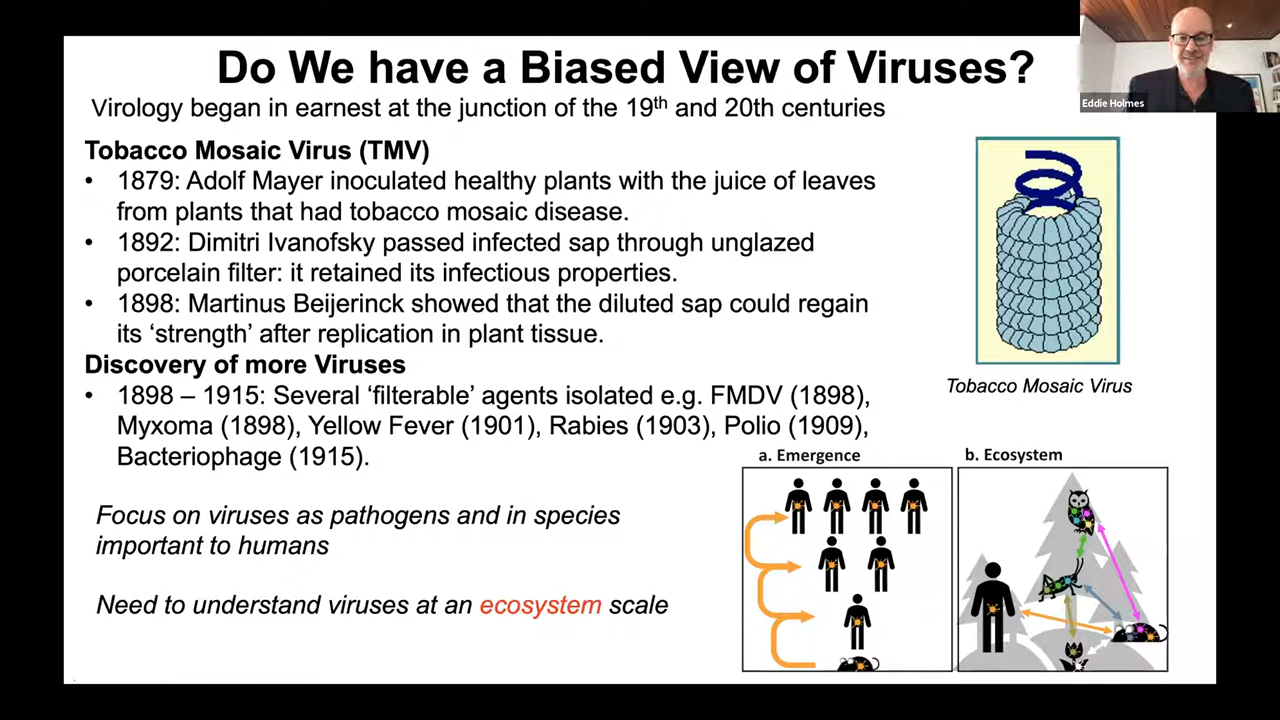 Do We have a Biased View of Viruses?
Eddie Holmes
Virology began in earnest at the junction of the 19th and 20th centuries
Tobacco Mosaic Virus (TMV)
• 1879: Adolf Mayer inoculated healthy plants with the juice of leaves
from plants that had tobacco mosaic disease.
• 1892: Dimitri Ivanofsky passed infected sap through unglazed
porcelain filter: it retained its infectious properties.
• 1898: Martinus Beijerinck showed that the diluted sap could regain
its ‘strength’ after replication in plant tissue.
Discovery of more Viruses
• 1898 – 1915: Several ‘filterable’ agents isolated e.g. FMDV (1898),
Myxoma (1898), Yellow Fever (1901), Rabies (1903), Polio (1909),
Bacteriophage (1915).
Focus on viruses as pathogens and in species
important to humans
Need to understand viruses at an ecosystem scale
Tobacco Mosaic Virus
a. Emergence
b. Ecosystem